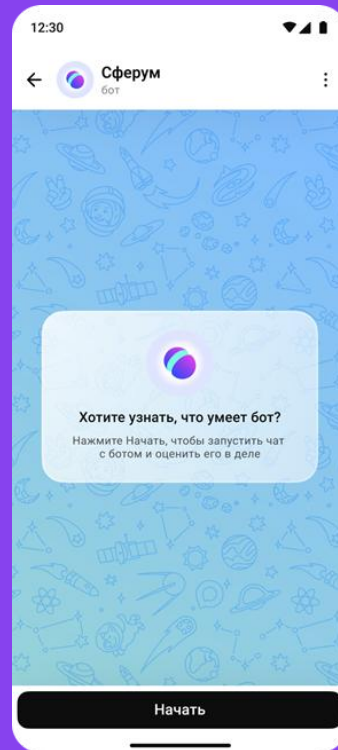 12:30
Сферум
бот
Хотите узнать, что умеет бот?
Нажмите Начать, чтобы запустить чат
с ботом и оценить его в деле
Начать